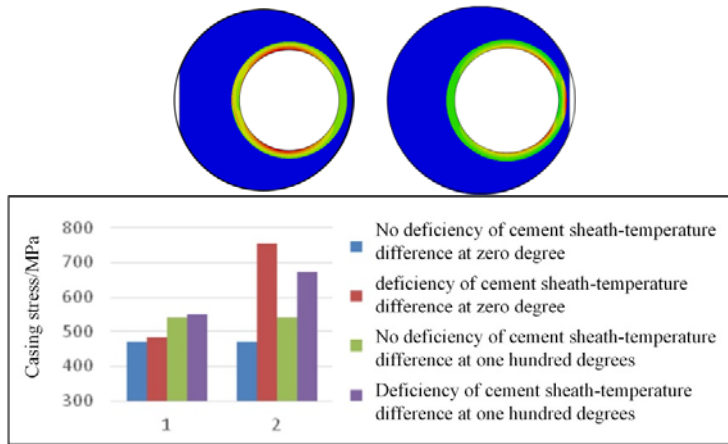 Casing stress/MPa
800
700
600
500
400
300
1
2
No deficiency of cement sheath-temperature
difference at zero degree
deficiency of cement sheath-temperature
difference at zero degree
No deficiency of cement sheath-temperature
difference at one hundred degrees
Deficiency of cement sheath-temperature
difference at one hundred degrees